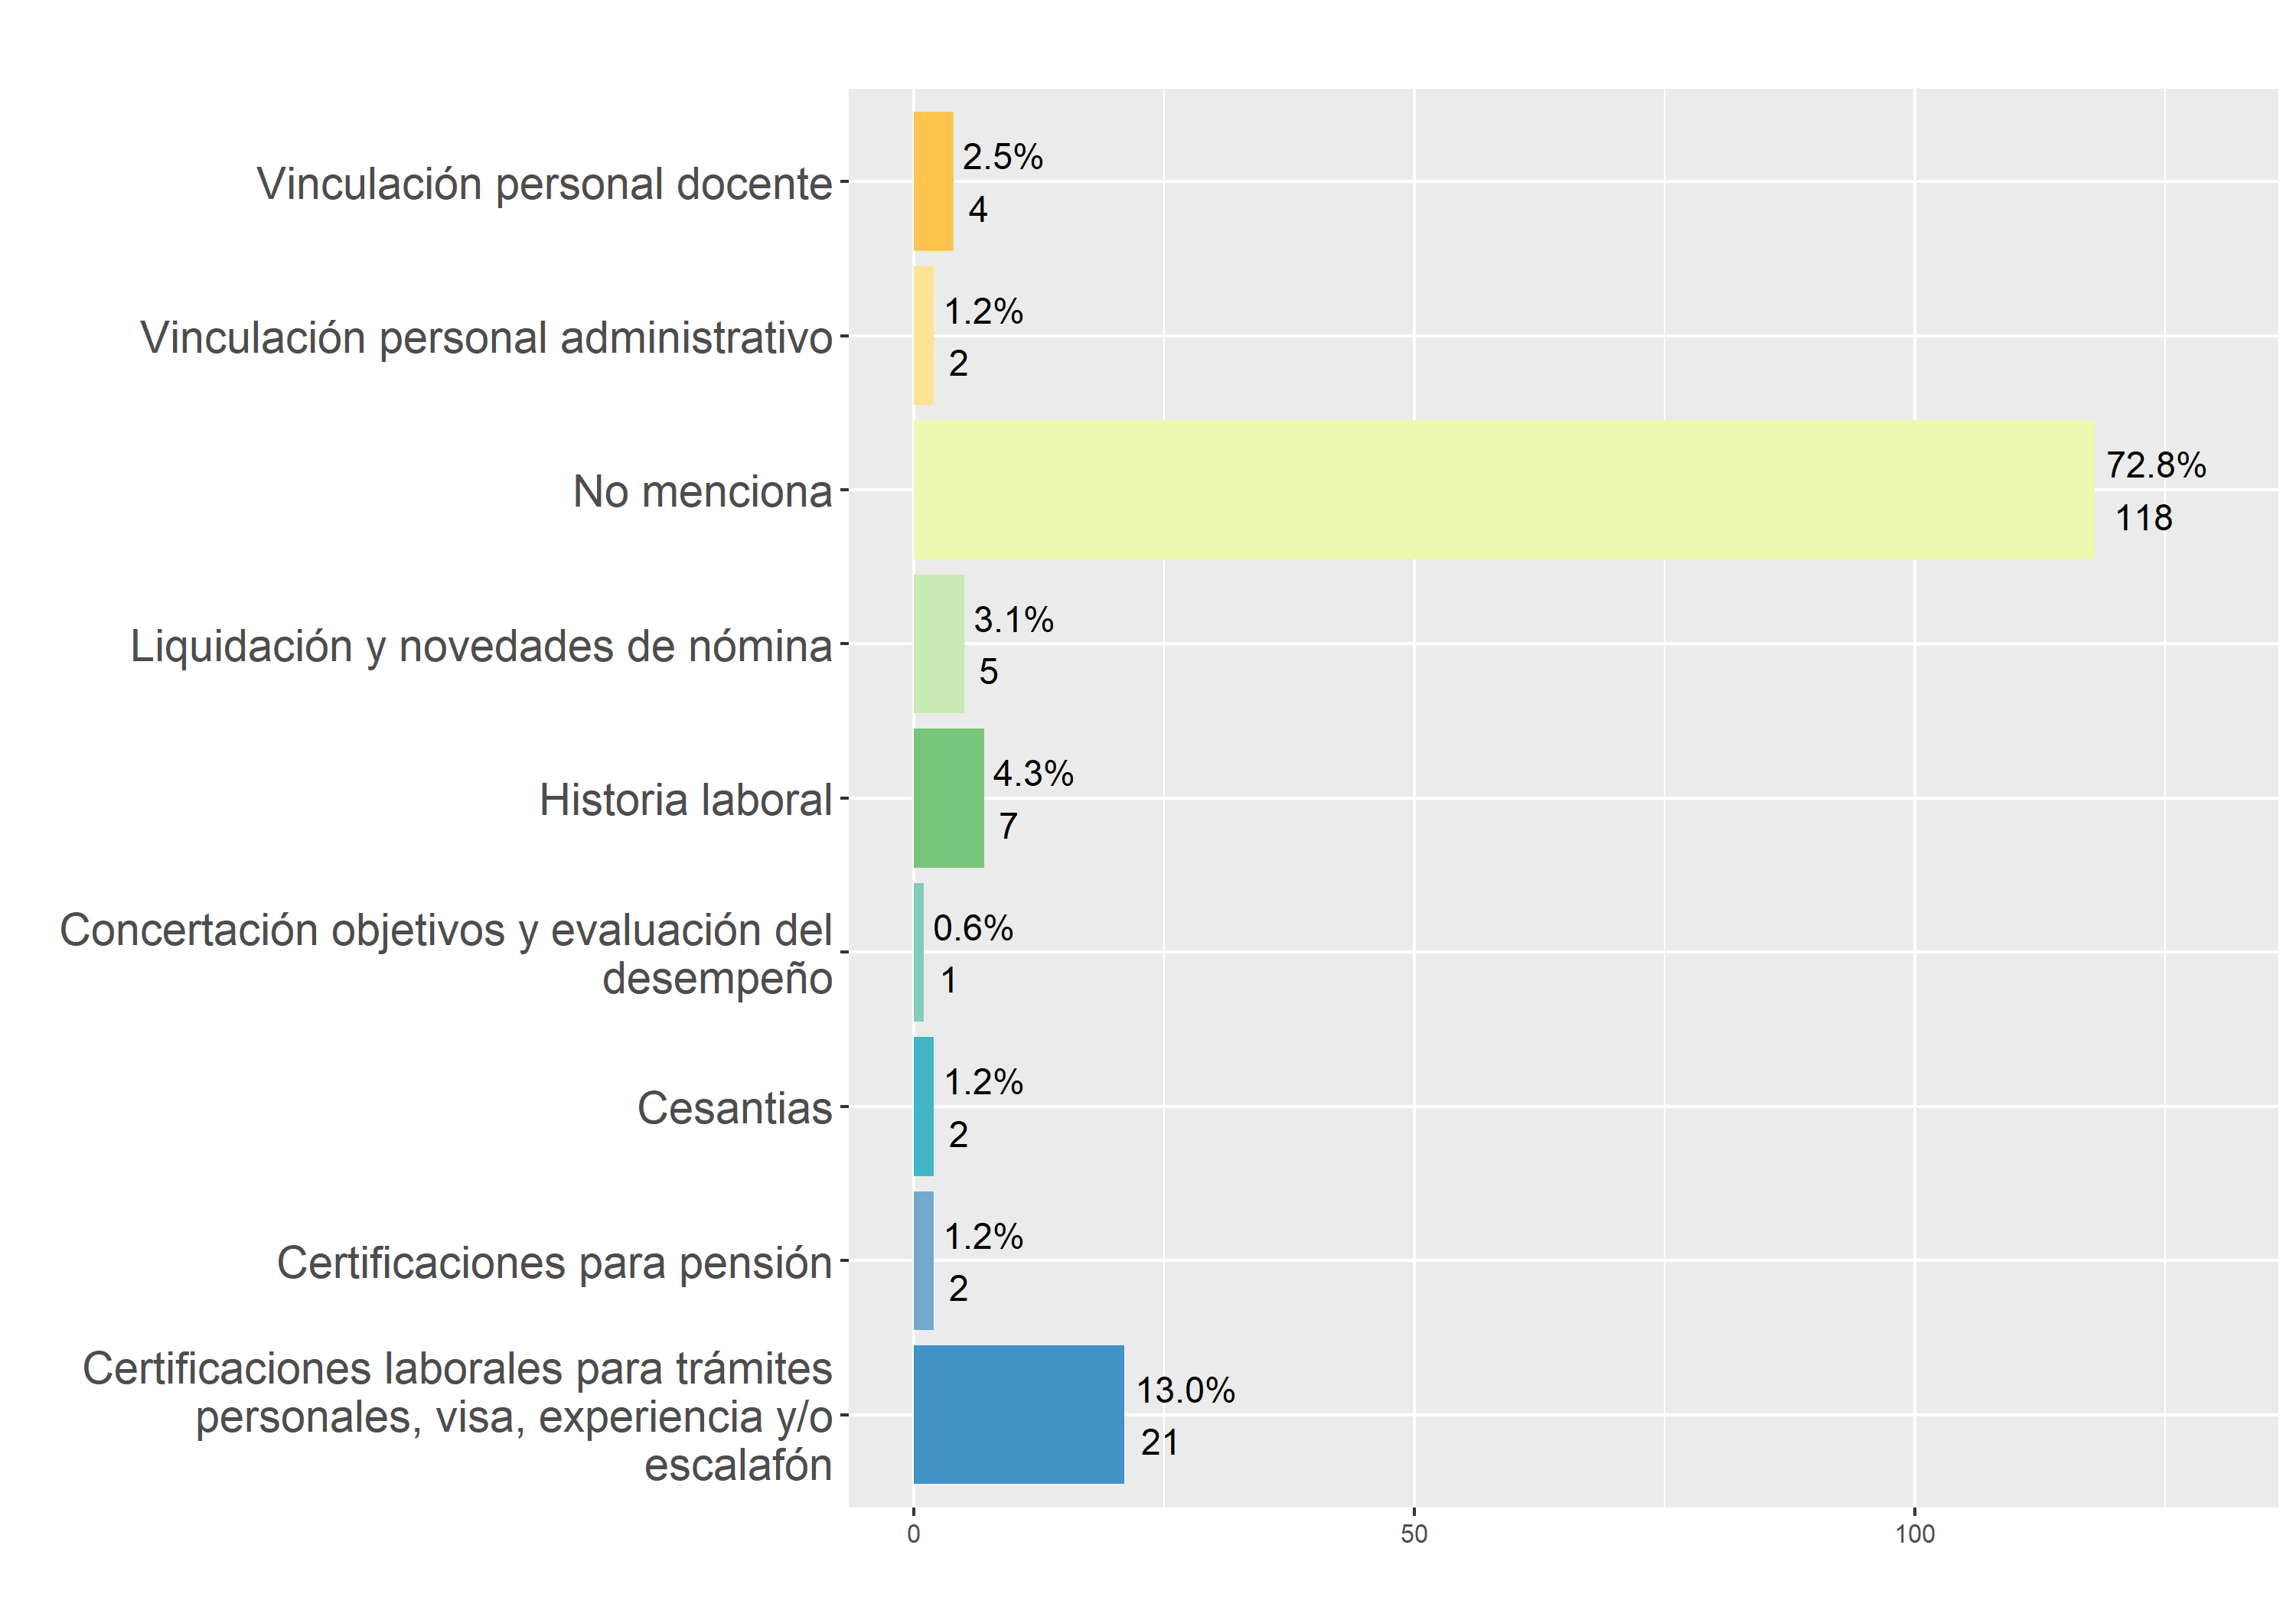 Vinculación personal docente
2.5%
4
Vinculación personal administrativo
1.2%
2
No menciona
72.8%
118
Liquidación y novedades de nómina
3.1%
5
Historia laboral
4.3%
7
Concertación objetivos y evaluación del
desempeño
0.6%
1
Cesantias
1.2%
2
Certificaciones para pensión
1.2%
2
Certificaciones laborales para trámites
personales, visa, experiencia y/o
escalafón
13.0%
21
0 50 100